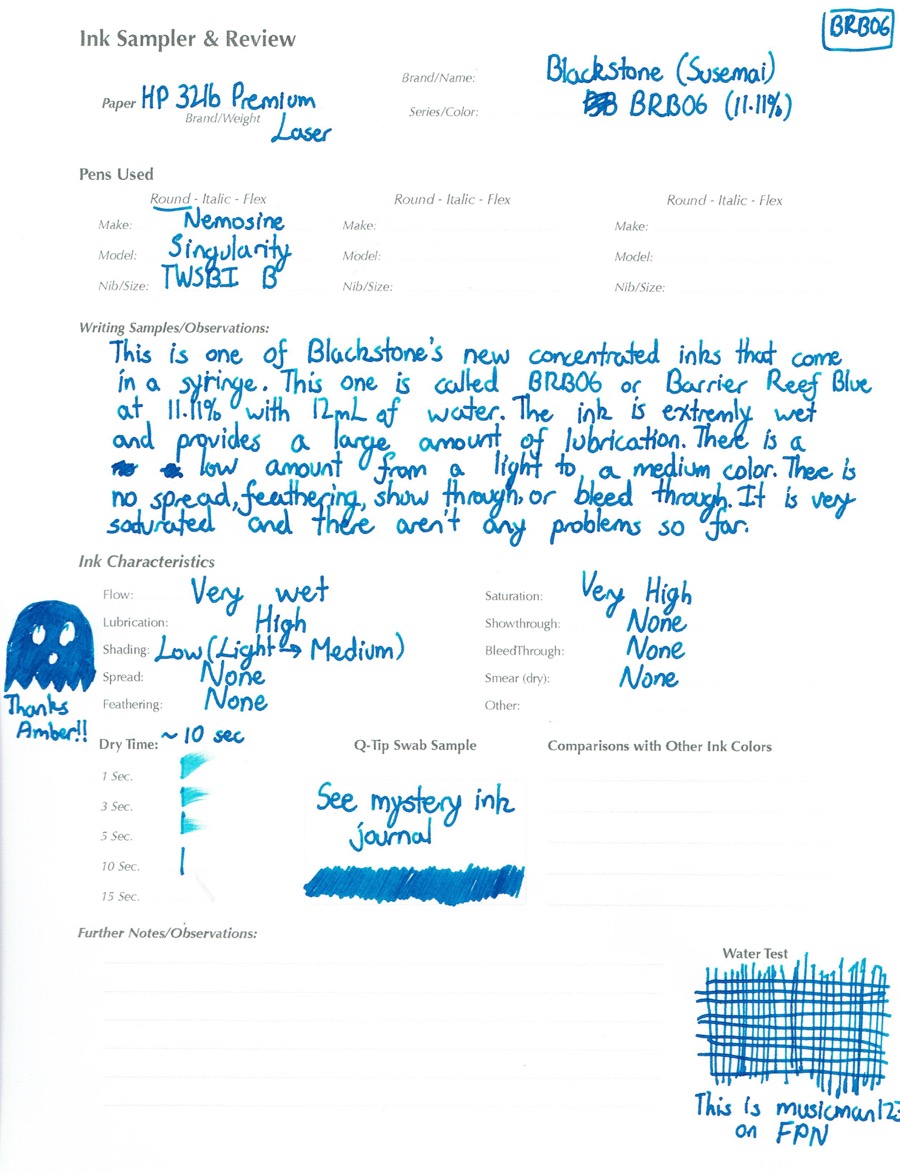 BRB06
Ink Sampler & Review
Brand/Name: Blackstone (Susemai)
Paper HP 32lb Premium
Brand/Weight Laser
Series/Color: BRB06 (11.11%)
Pens Used
Round - Italic - Flex Round - Italic - Flex Round - Italic - Flex
Make: Nemosine Make: Make:
Model: Singularity Model: Model:
Nib/Size: TWSBI B Nib/Size: Nib/Size:
Writing Samples/Observations:
This is one of Blackstone's new concentrated inks that come
in a syringe. This one is called BRB06 or Barrier Reef Blue
at 11.11% with 12mL of water. The ink is extremly wet
and provides a large amount of lubrication. There is a
low amount from a light to a medium color. Thee is
no spread, feathering, show through, or bleed through. It is very
saturated and there aren't any problems so far.
Ink Characteristics
Flow: Very wet Saturation: Very High
Lubrication: High Showthrough: None
Shading: Low (Light → Medium) BleedThrough: None
Spread: None Smear (dry): None
Feathering: None Other:
Thanks
Amber!!
Dry Time: ~ 10 sec Q-Tip Swab Sample Comparisons with Other Ink Colors
1 Sec.
3 Sec. See mystery ink
5 Sec. journal
10 Sec.
15 Sec.
Further Notes/Observations:
Water Test
This is musicman123
on FPN